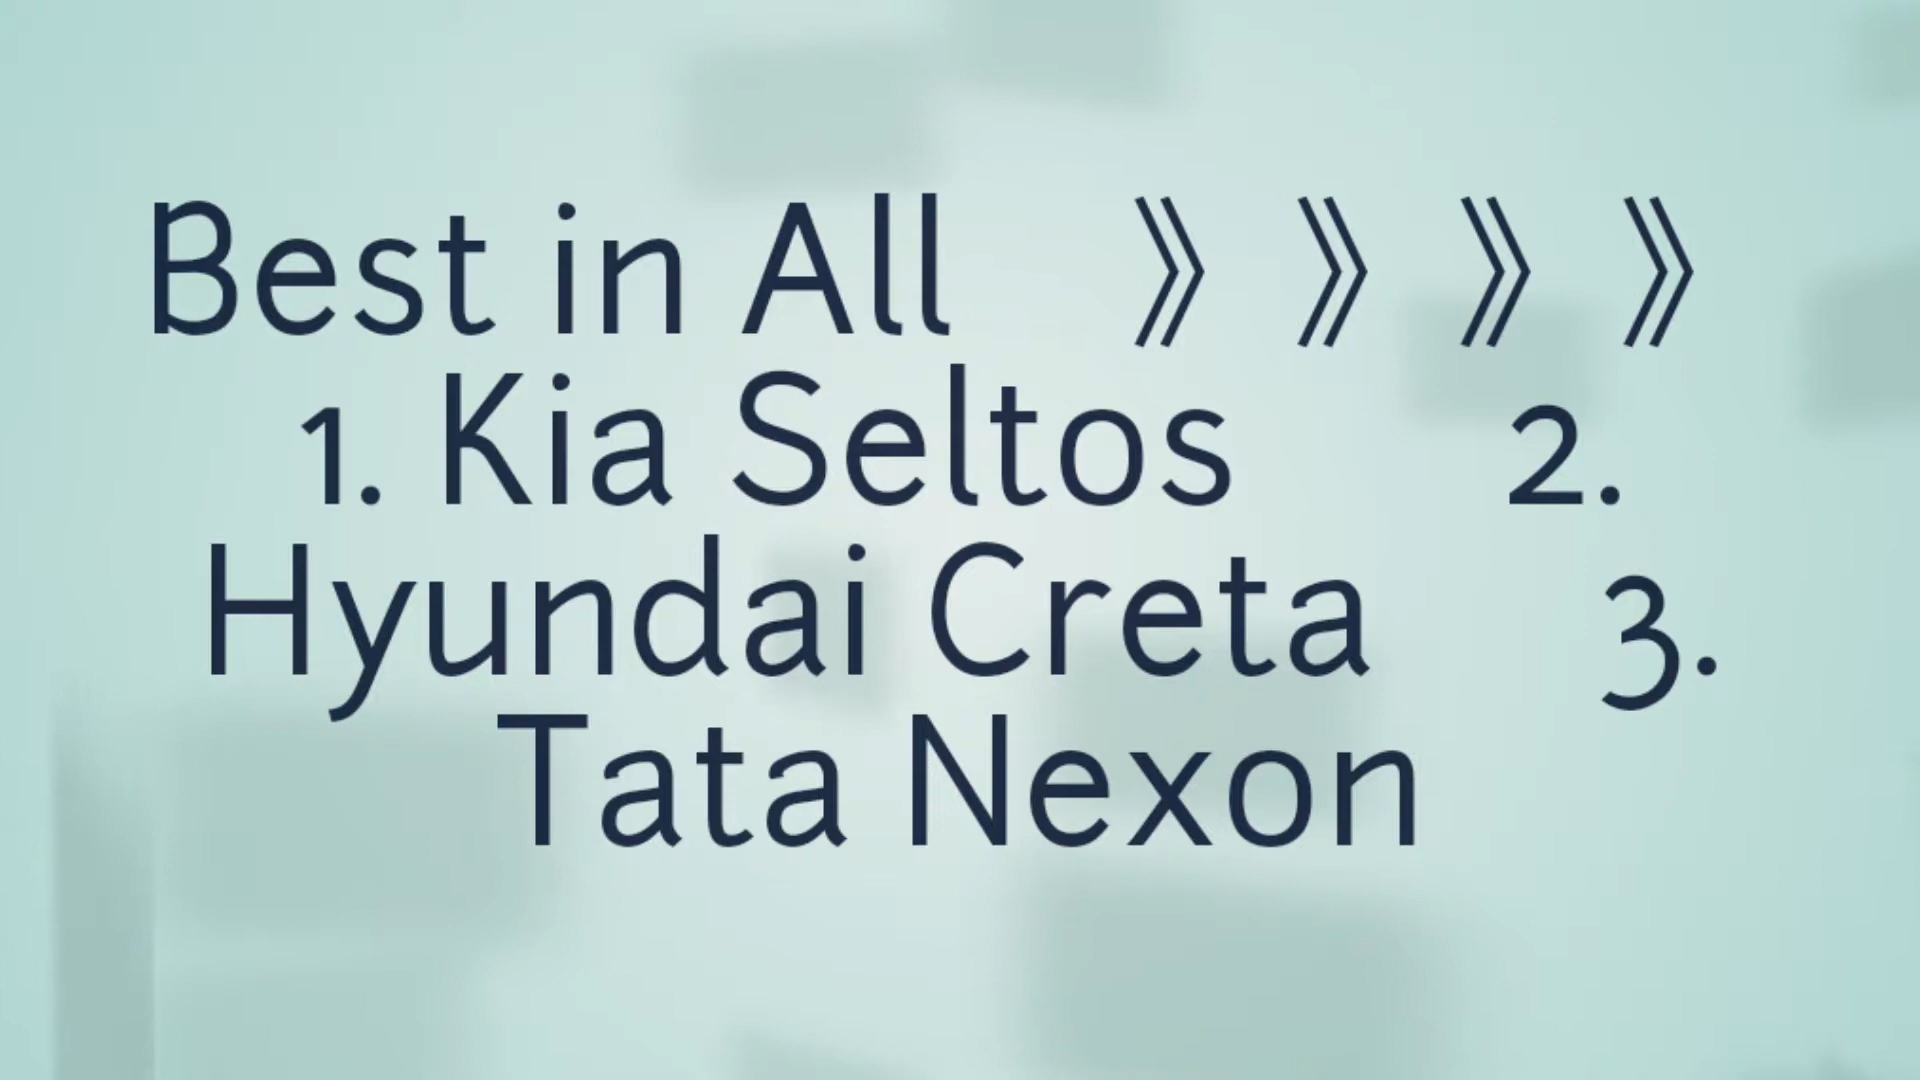 Best in All 》 》 》 》
1. Kia Seltos 2.
Hyundai Creta 3.
Tata Nexon